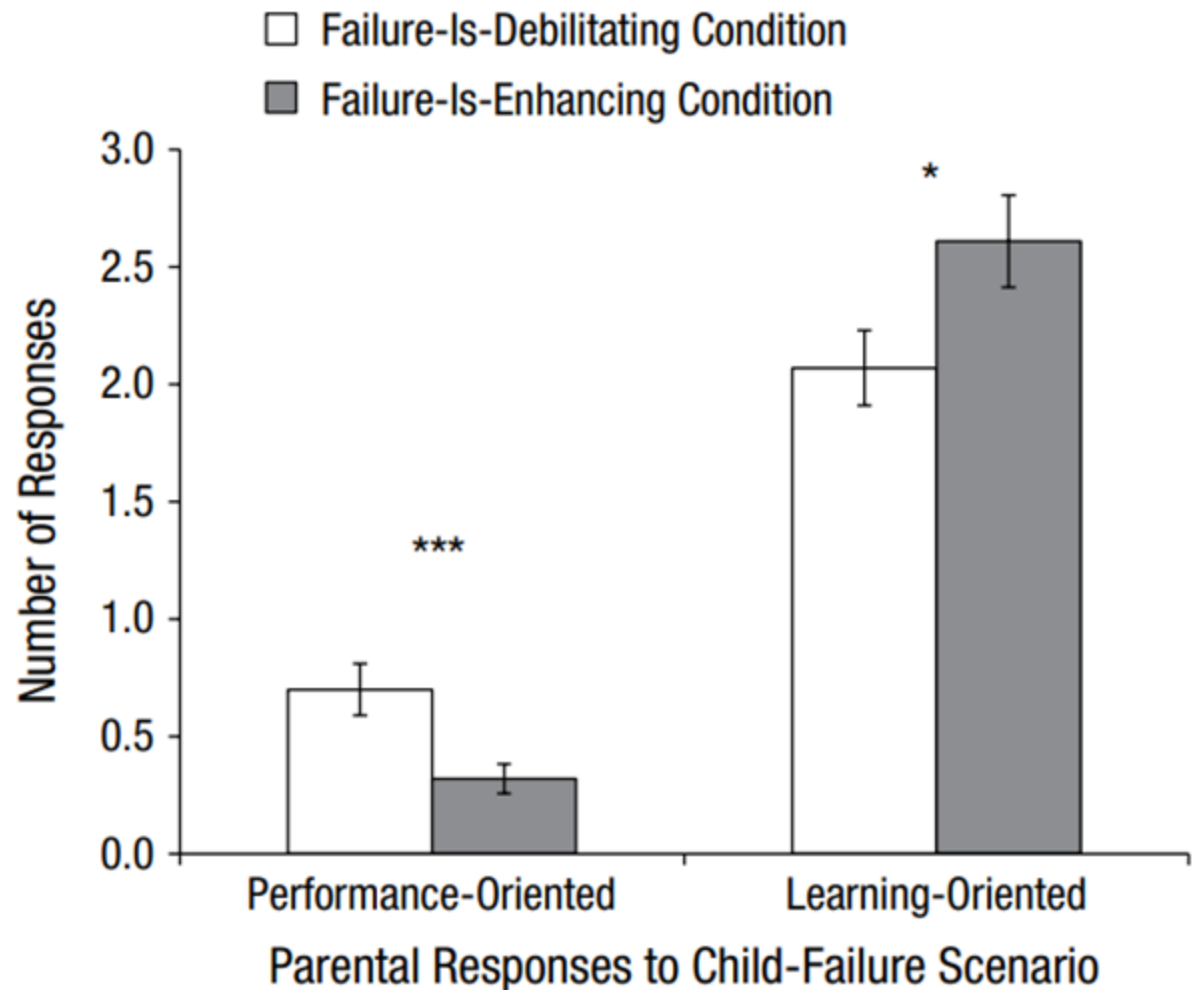 Failure-Is-Debilitating Condition
Failure-Is-Enhancing Condition
3.0
2.5
2.0
1.5
1.0
0.5
0.0
Number of Responses
***
*
Performance-Oriented
Learning-Oriented
Parental Responses to Child-Failure Scenario